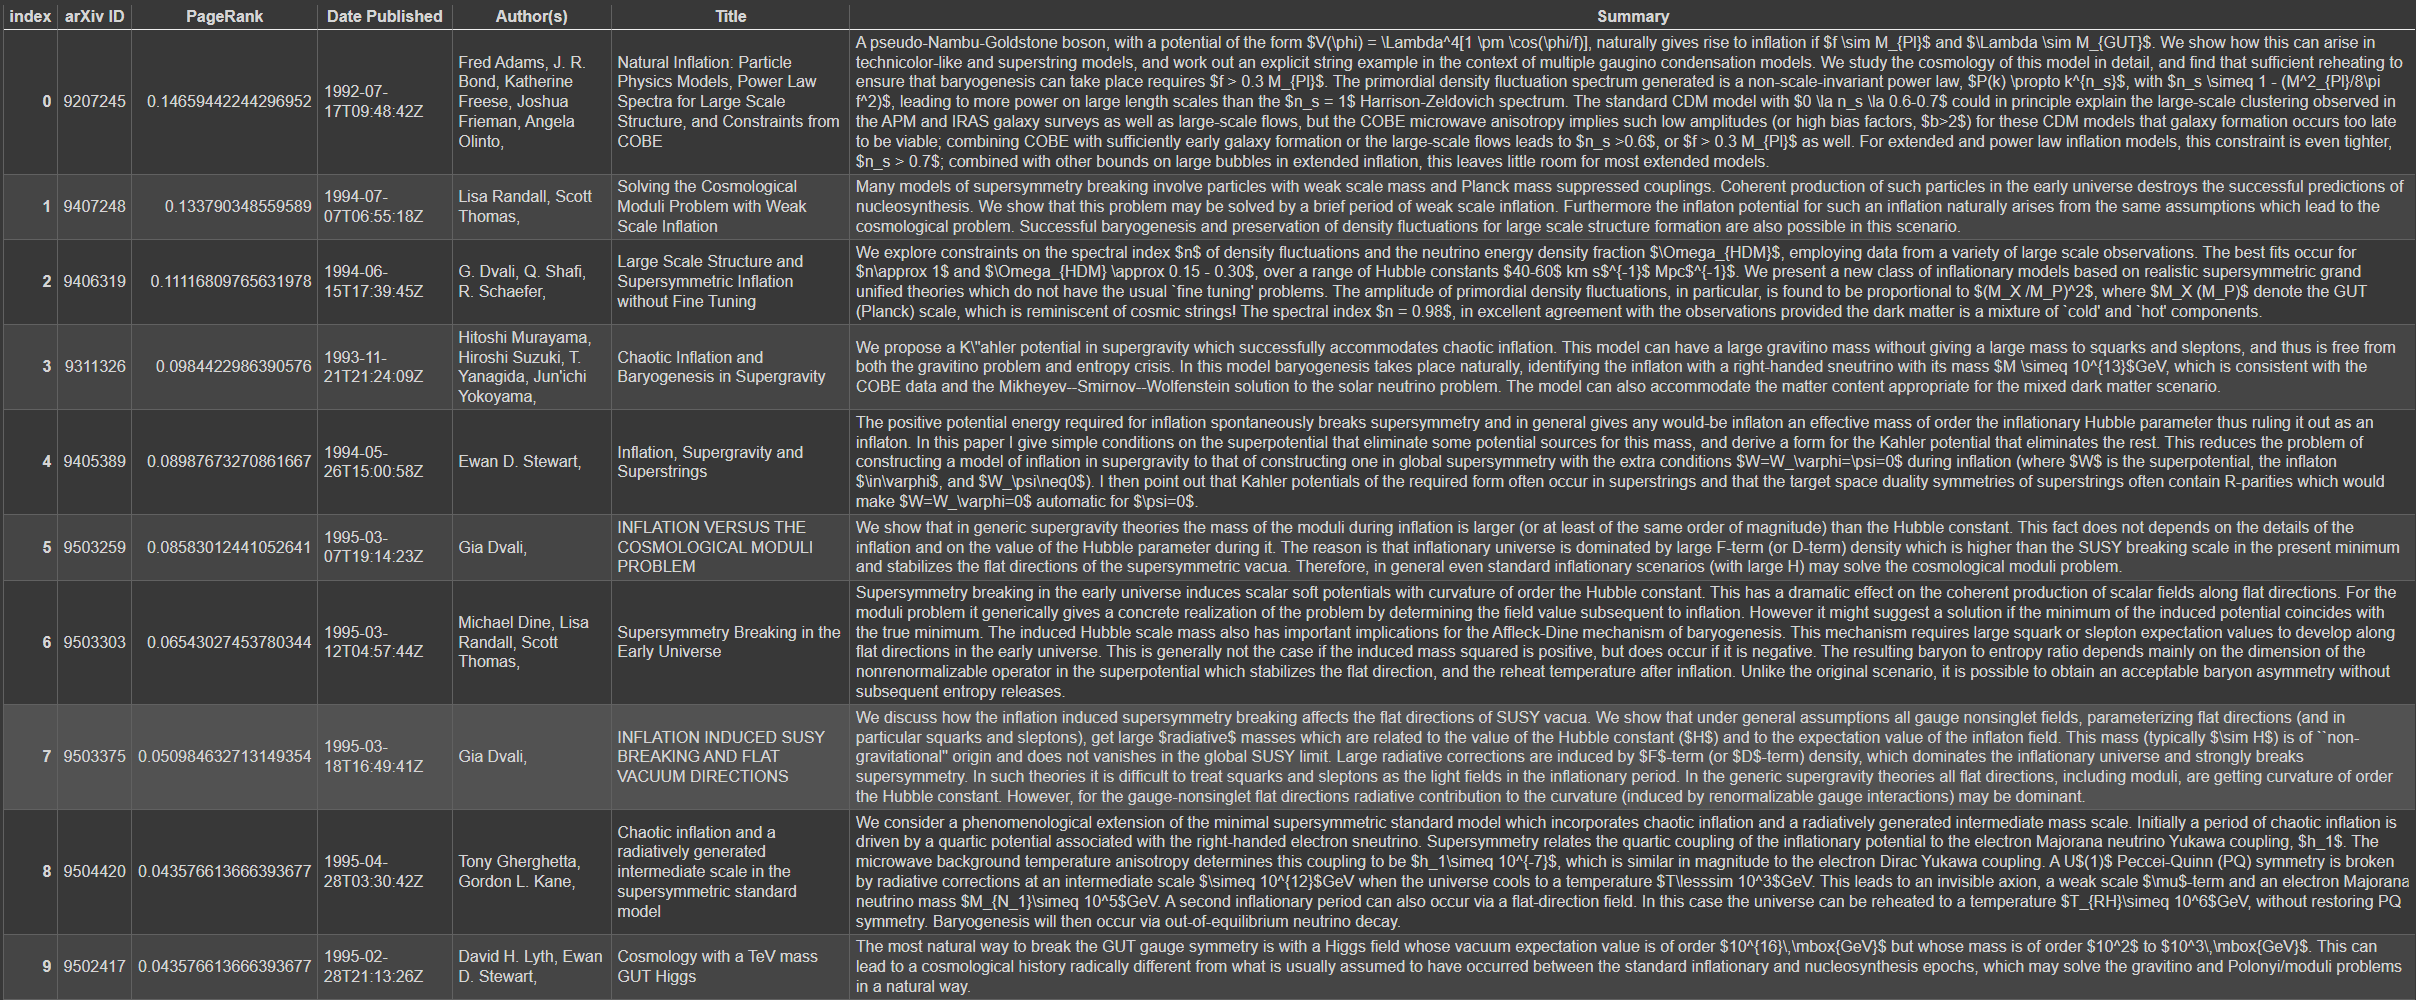 index arXiv ID PageRank Date Published Author(s) Title Summary
0 9207245 0.14659442244296952
1992-07-
17T09:48:42Z
Fred Adams, J. R.
Bond, Katherine
Freese, Joshua
Frieman, Angela
Olinto,
Natural Inflation: Particle
Physics Models, Power Law
Spectra for Large Scale
Structure, and Constraints from
COBE
A pseudo-Nambu-Goldstone boson, with a potential of the form $V(\phi) = \Lambda^4[1 \pm \cos(\phi/f)], naturally gives rise to inflation if $f \sim M_{Pl}$ and $\Lambda \sim M_{GUT}$. We show how this can arise in
technicolor-like and superstring models, and work out an explicit string example in the context of multiple gaugino condensation models. We study the cosmology of this model in detail, and find that sufficient reheating to
ensure that baryogenesis can take place requires $f > 0.3 M_{Pl}$. The primordial density fluctuation spectrum generated is a non-scale-invariant power law, $P(k) \propto k^{n_s}$, with $n_s \simeq 1 - (M^2_{Pl}/8\pi
f^2)$, leading to more power on large length scales than the $n_s = 1$ Harrison-Zeldovich spectrum. The standard CDM model with $0 \la n_s \la 0.6-0.7$ could in principle explain the large-scale clustering observed in
the APM and IRAS galaxy surveys as well as large-scale flows, but the COBE microwave anisotropy implies such low amplitudes (or high bias factors, $b>2$) for these CDM models that galaxy formation occurs too late
to be viable; combining COBE with sufficiently early galaxy formation or the large-scale flows leads to $n_s >0.6$, or $f > 0.3 M_{Pl}$ as well. For extended and power law inflation models, this constraint is even tighter,
$n_s > 0.7$; combined with other bounds on large bubbles in extended inflation, this leaves little room for most extended models.
1 9407248 0.133790348559589
1994-07-
07T06:55:18Z
Lisa Randall, Scott
Thomas,
Solving the Cosmological
Moduli Problem with Weak
Scale Inflation
Many models of supersymmetry breaking involve particles with weak scale mass and Planck mass suppressed couplings. Coherent production of such particles in the early universe destroys the successful predictions of
nucleosynthesis. We show that this problem may be solved by a brief period of weak scale inflation. Furthermore the inflaton potential for such an inflation naturally arises from the same assumptions which lead to the
cosmological problem. Successful baryogenesis and preservation of density fluctuations for large scale structure formation are also possible in this scenario.
2 9406319 0.11116809765631978
1994-06-
15T17:39:45Z
G. Dvali, Q. Shafi,
R. Schaefer,
Large Scale Structure and
Supersymmetric Inflation
without Fine Tuning
We explore constraints on the spectral index $n$ of density fluctuations and the neutrino energy density fraction $\Omega_{HDM}$, employing data from a variety of large scale observations. The best fits occur for
$n\approx 1$ and $\Omega_{HDM} \approx 0.15 - 0.30$, over a range of Hubble constants $40-60$ km s$^{-1}$ Mpc$^{-1}$. We present a new class of inflationary models based on realistic supersymmetric grand
unified theories which do not have the usual `fine tuning' problems. The amplitude of primordial density fluctuations, in particular, is found to be proportional to $(M_X /M_P)^2$, where $M_X (M_P)$ denote the GUT
(Planck) scale, which is reminiscent of cosmic strings! The spectral index $n = 0.98$, in excellent agreement with the observations provided the dark matter is a mixture of `cold' and `hot' components.
3 9311326 0.0984422986390576
1993-11-
21T21:24:09Z
Hitoshi Murayama,
Hiroshi Suzuki, T.
Yanagida, Jun'ichi
Yokoyama,
Chaotic Inflation and
Baryogenesis in Supergravity
We propose a K\"ahler potential in supergravity which successfully accommodates chaotic inflation. This model can have a large gravitino mass without giving a large mass to squarks and sleptons, and thus is free from
both the gravitino problem and entropy crisis. In this model baryogenesis takes place naturally, identifying the inflaton with a right-handed sneutrino with its mass $M \simeq 10^{13}$GeV, which is consistent with the
COBE data and the Mikheyev--Smirnov--Wolfenstein solution to the solar neutrino problem. The model can also accommodate the matter content appropriate for the mixed dark matter scenario.
4 9405389 0.08987673270861667
1994-05-
26T15:00:58Z
Ewan D. Stewart,
Inflation, Supergravity and
Superstrings
The positive potential energy required for inflation spontaneously breaks supersymmetry and in general gives any would-be inflaton an effective mass of order the inflationary Hubble parameter thus ruling it out as an
inflaton. In this paper I give simple conditions on the superpotential that eliminate some potential sources for this mass, and derive a form for the Kahler potential that eliminates the rest. This reduces the problem of
constructing a model of inflation in supergravity to that of constructing one in global supersymmetry with the extra conditions $W=W_\varphi=\psi=0$ during inflation (where $W$ is the superpotential, the inflaton
$\in\varphi$, and $W_\psi\neq0$). I then point out that Kahler potentials of the required form often occur in superstrings and that the target space duality symmetries of superstrings often contain R-parities which would
make $W=W_\varphi=0$ automatic for $\psi=0$.
5 9503259 0.08583012441052641
1995-03-
07T19:14:23Z
Gia Dvali,
INFLATION VERSUS THE
COSMOLOGICAL MODULI
PROBLEM
We show that in generic supergravity theories the mass of the moduli during inflation is larger (or at least of the same order of magnitude) than the Hubble constant. This fact does not depends on the details of the
inflation and on the value of the Hubble parameter during it. The reason is that inflationary universe is dominated by large F-term (or D-term) density which is higher than the SUSY breaking scale in the present minimum
and stabilizes the flat directions of the supersymmetric vacua. Therefore, in general even standard inflationary scenarios (with large H) may solve the cosmological moduli problem.
6 9503303 0.06543027453780344
1995-03-
12T04:57:44Z
Michael Dine, Lisa
Randall, Scott
Thomas,
Supersymmetry Breaking in the
Early Universe
Supersymmetry breaking in the early universe induces scalar soft potentials with curvature of order the Hubble constant. This has a dramatic effect on the coherent production of scalar fields along flat directions. For the
moduli problem it generically gives a concrete realization of the problem by determining the field value subsequent to inflation. However it might suggest a solution if the minimum of the induced potential coincides with
the true minimum. The induced Hubble scale mass also has important implications for the Affleck-Dine mechanism of baryogenesis. This mechanism requires large squark or slepton expectation values to develop along
flat directions in the early universe. This is generally not the case if the induced mass squared is positive, but does occur if it is negative. The resulting baryon to entropy ratio depends mainly on the dimension of the
nonrenormalizable operator in the superpotential which stabilizes the flat direction, and the reheat temperature after inflation. Unlike the original scenario, it is possible to obtain an acceptable baryon asymmetry without
subsequent entropy releases.
7 9503375 0.050984632713149354
1995-03-
18T16:49:41Z
Gia Dvali,
INFLATION INDUCED SUSY
BREAKING AND FLAT
VACUUM DIRECTIONS
We discuss how the inflation induced supersymmetry breaking affects the flat directions of SUSY vacua. We show that under general assumptions all gauge nonsinglet fields, parameterizing flat directions (and in
particular squarks and sleptons), get large $radiative$ masses which are related to the value of the Hubble constant ($H$) and to the expectation value of the inflaton field. This mass (typically $\sim H$) is of ``non-
gravitational" origin and does not vanishes in the global SUSY limit. Large radiative corrections are induced by $F$-term (or $D$-term) density, which dominates the inflationary universe and strongly breaks
supersymmetry. In such theories it is difficult to treat squarks and sleptons as the light fields in the inflationary period. In the generic supergravity theories all flat directions, including moduli, are getting curvature of order
the Hubble constant. However, for the gauge-nonsinglet flat directions radiative contribution to the curvature (induced by renormalizable gauge interactions) may be dominant.
8 9504420 0.043576613666393677
1995-04-
28T03:30:42Z
Tony Gherghetta,
Gordon L. Kane,
Chaotic inflation and a
radiatively generated
intermediate scale in the
supersymmetric standard
model
We consider a phenomenological extension of the minimal supersymmetric standard model which incorporates chaotic inflation and a radiatively generated intermediate mass scale. Initially a period of chaotic inflation is
driven by a quartic potential associated with the right-handed electron sneutrino. Supersymmetry relates the quartic coupling of the inflationary potential to the electron Majorana neutrino Yukawa coupling, $h_1$. The
microwave background temperature anisotropy determines this coupling to be $h_1\simeq 10^{-7}$, which is similar in magnitude to the electron Dirac Yukawa coupling. A U$(1)$ Peccei-Quinn (PQ) symmetry is broken
by radiative corrections at an intermediate scale $\simeq 10^{12}$GeV when the universe cools to a temperature $T\lesssim 10^3$GeV. This leads to an invisible axion, a weak scale $\mu$-term and an electron Majorana
neutrino mass $M_{N_1}\simeq 10^5$GeV. A second inflationary period can also occur via a flat-direction field. In this case the universe can be reheated to a temperature $T_{RH}\simeq 10^6$GeV, without restoring PQ
symmetry. Baryogenesis will then occur via out-of-equilibrium neutrino decay.
9 9502417 0.043576613666393677
1995-02-
28T21:13:26Z
David H. Lyth, Ewan
D. Stewart,
Cosmology with a TeV mass
GUT Higgs
The most natural way to break the GUT gauge symmetry is with a Higgs field whose vacuum expectation value is of order $10^{16}\,\mbox{GeV}$ but whose mass is of order $10^2$ to $10^3\,\mbox{GeV}$. This can
lead to a cosmological history radically different from what is usually assumed to have occurred between the standard inflationary and nucleosynthesis epochs, which may solve the gravitino and Polonyi/moduli problems
in a natural way.